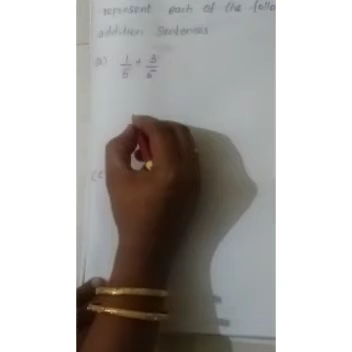 represent each of the follo
addition Sentences
(a) 1/5 + 3/5
(c